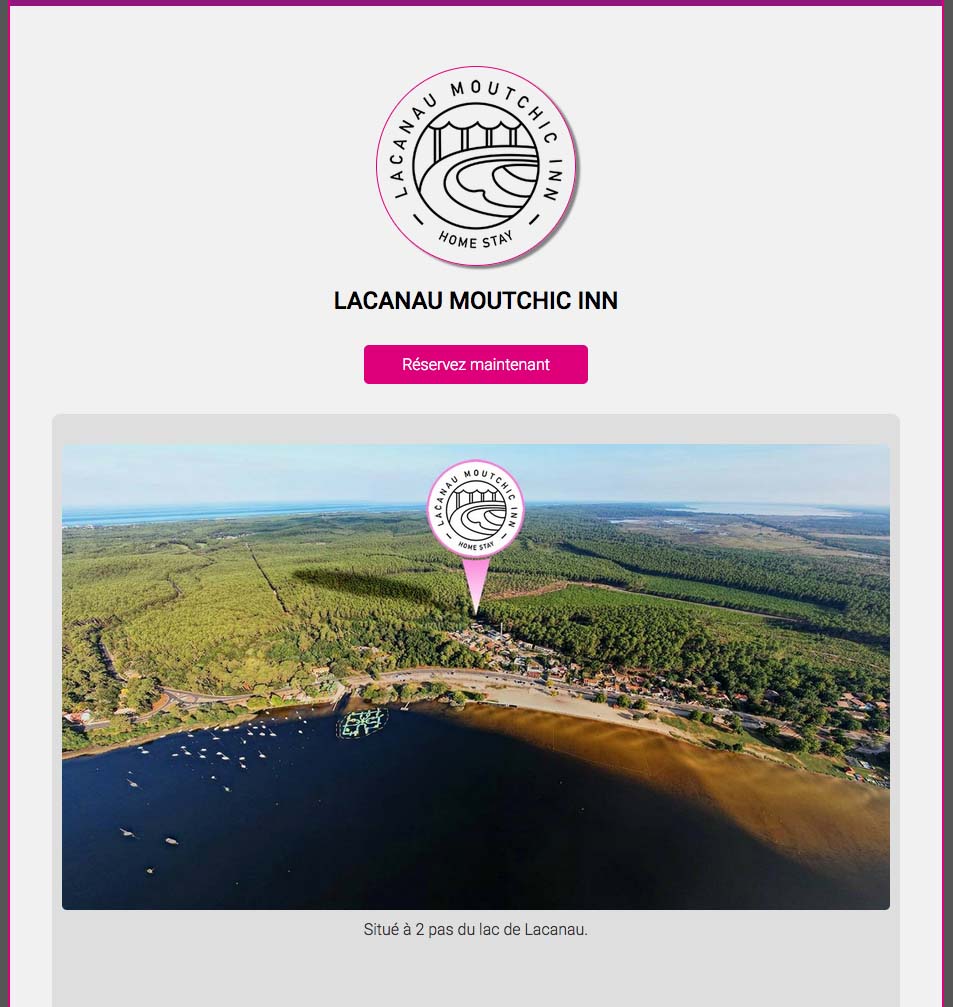 LACANAU MOUTCHIC INN
HOME STAY
LACANAU MOUTCHIC INN
Réservez maintenant
LACANAU MOUTCHIC INN
HOME STAY
Situé à 2 pas du lac de Lacanau.